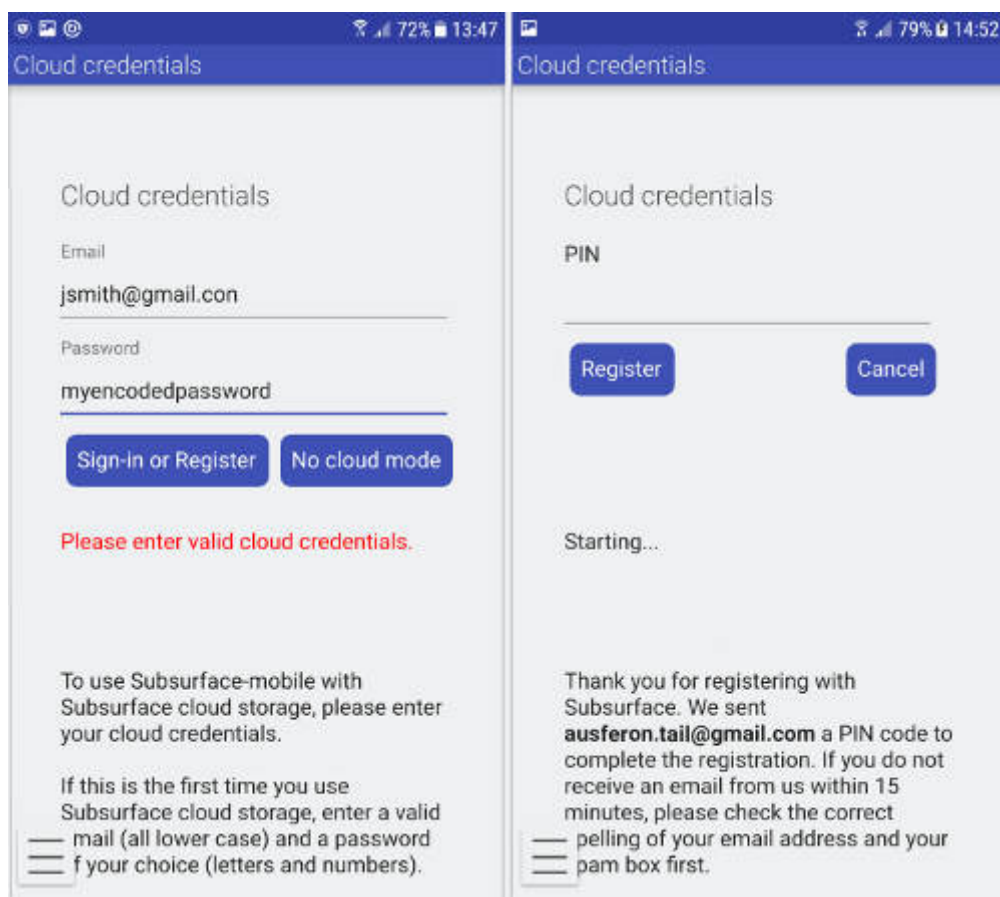 72% 13:47
Cloud credentials
Cloud credentials
Email
jsmith@gmail.con
Password
myencodedpassword
Sign-in or Register
No cloud mode
Please enter valid cloud credentials.
To use Subsurface-mobile with
Subsurface cloud storage, please enter
your cloud credentials.
If this is the first time you use
Subsurface cloud storage, enter a valid
mail (all lower case) and a password
f your choice (letters and numbers).
79% 14:52
Cloud credentials
Cloud credentials
PIN
Register
Cancel
Starting...
Thank you for registering with
Subsurface. We sent
ausferon.tail@gmail.com a PIN code to
complete the registration. If you do not
receive an email from us within 15
minutes, please check the correct
pelling of your email address and your
pam box first.